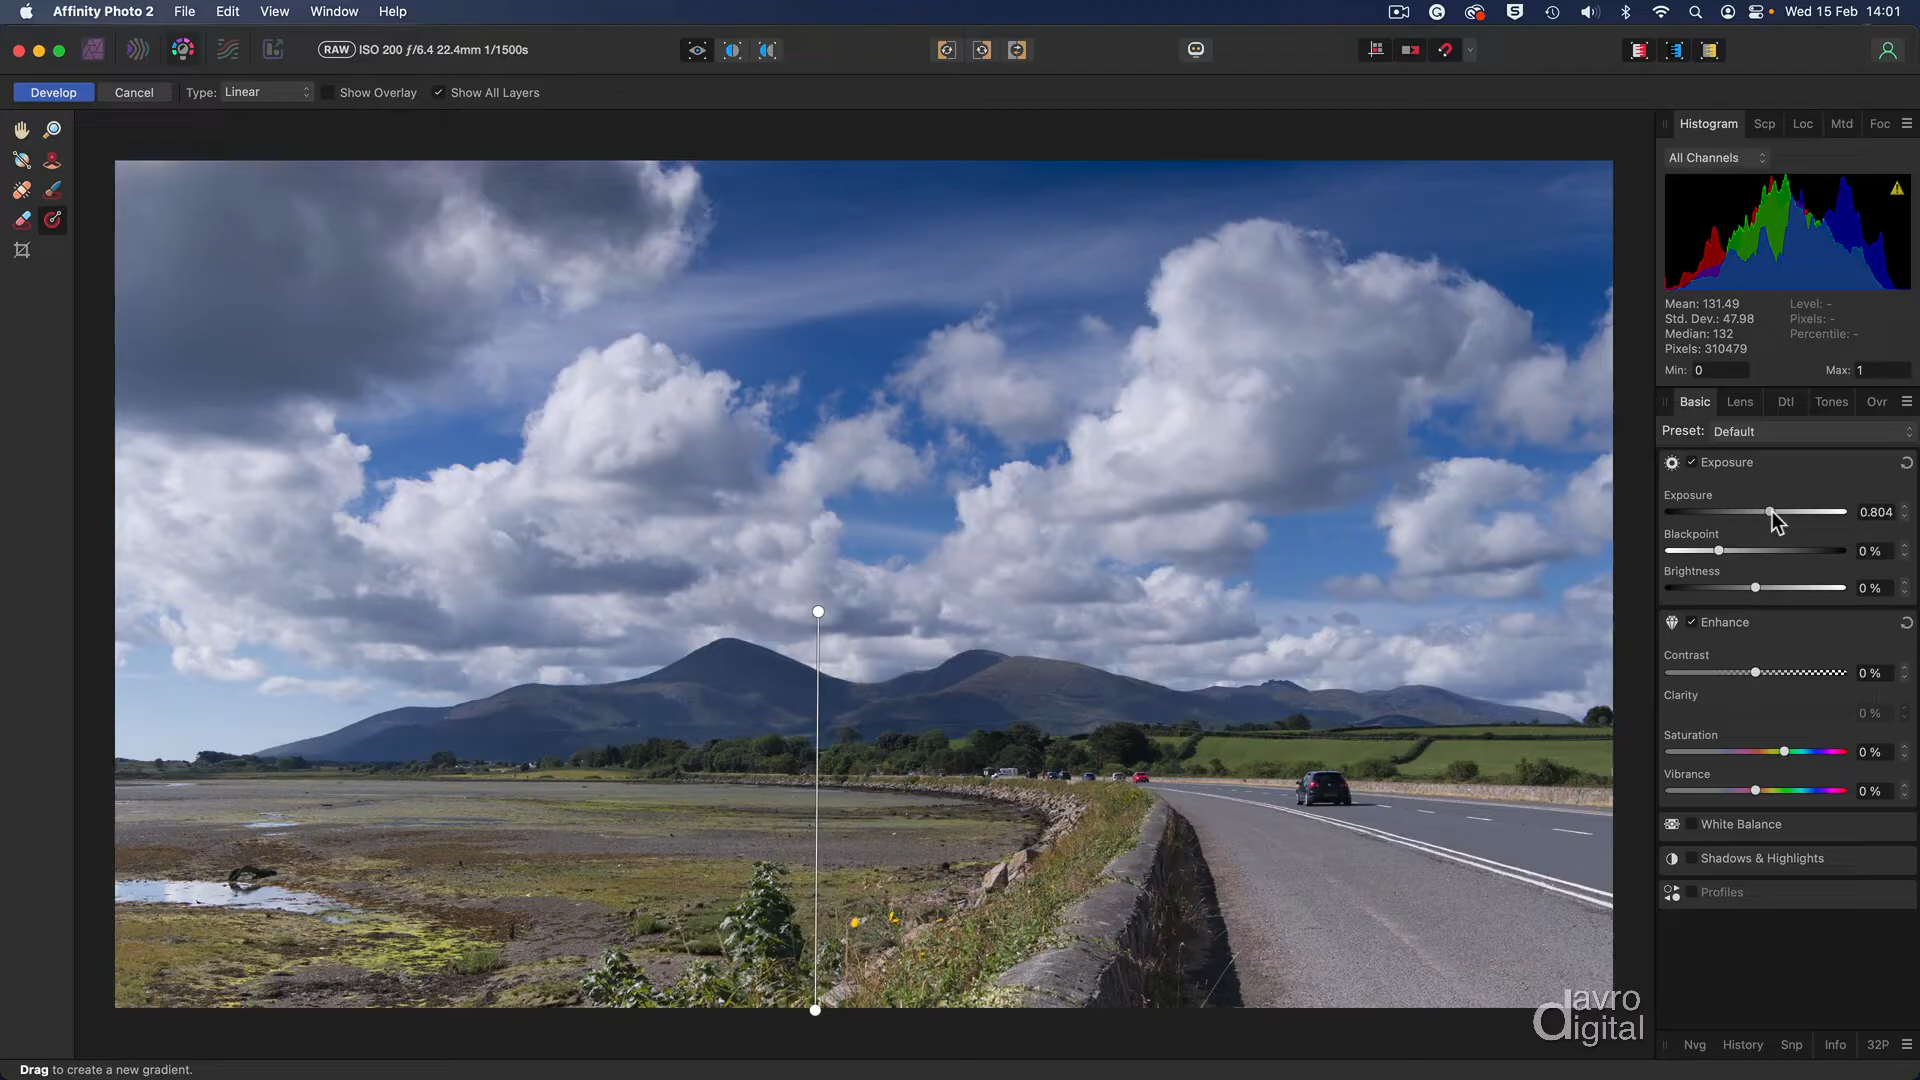 Affinity Photo 2 File Edit View Window Help Wed 15 Feb 14:01
RAW ISO 200 ƒ/6.4 22.4mm 1/1500s
Develop Cancel Type: Linear Show Overlay Show All Layers
Histogram Scp Loc Mtd Foc
All Channels
Mean: 131.49 Level: -
Std. Dev.: 47.98 Pixels: -
Median: 132 Percentile: -
Pixels: 310479
Min: 0 Max: 1
Basic Lens Dtl Tones Ovr
Preset: Default
Exposure
Exposure
0.804
Blackpoint
0 %
Brightness
0 %
Enhance
Contrast
0 %
Clarity
0 %
Saturation
0 %
Vibrance
0 %
White Balance
Shadows & Highlights
Profiles
davro
digital
Nvg History Snp Info 32P
Drag to create a new gradient.